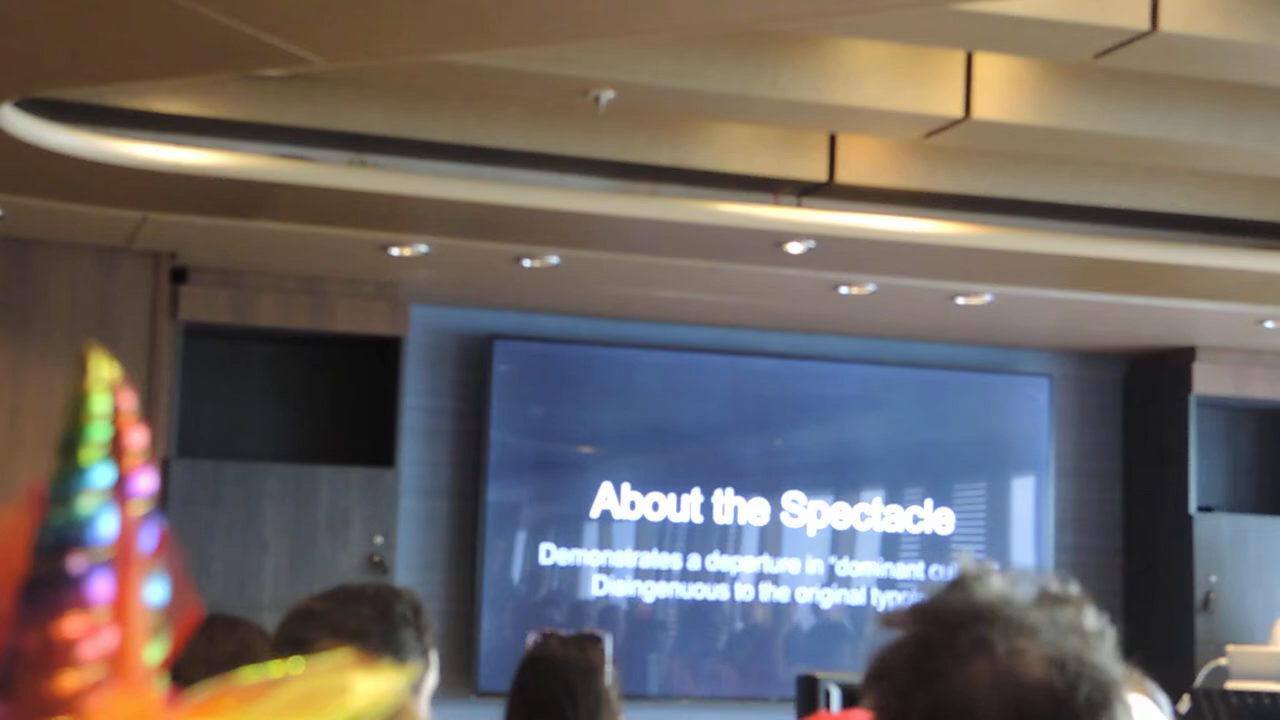 About the Spectacle
Demonstrates a departure in "dominant
Disingenuous to the original